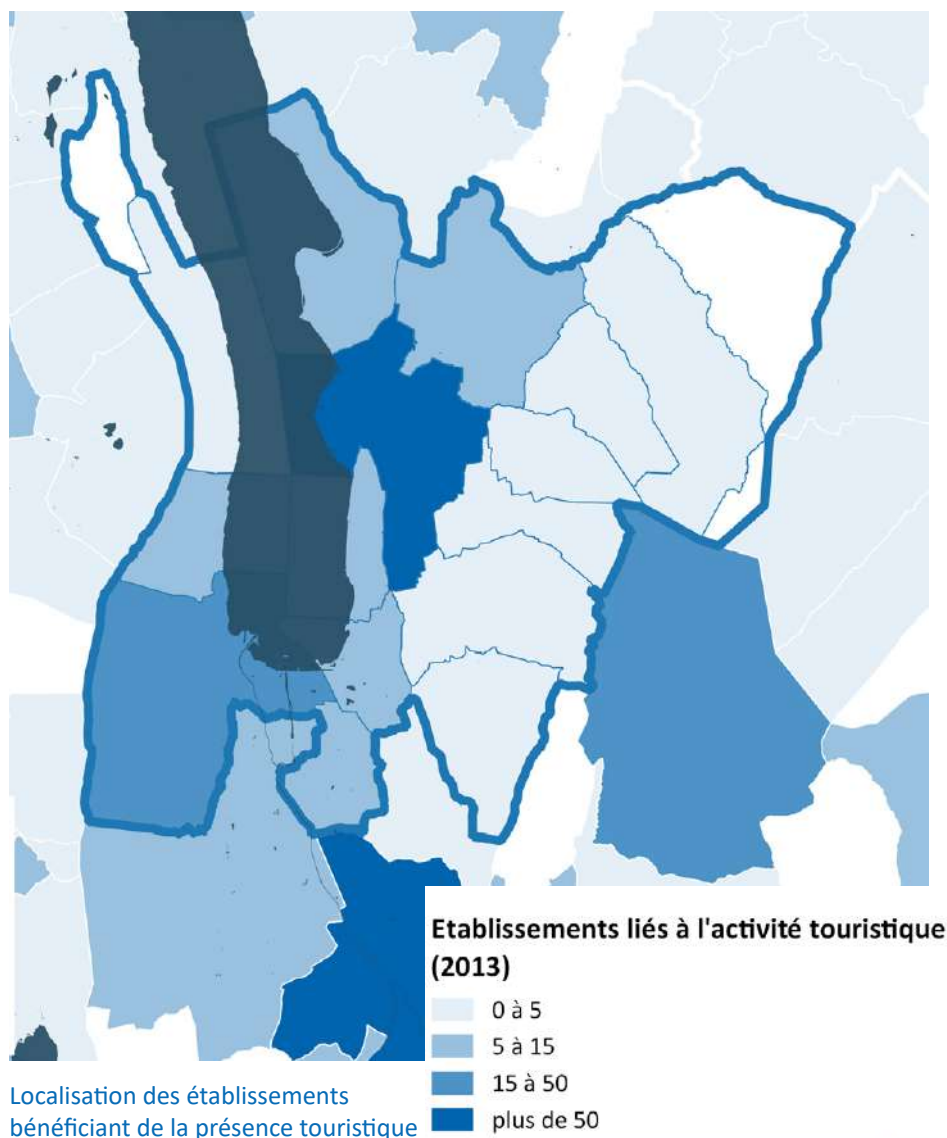 Etablissements liés à l'activité touristique
(2013)
0 à 5
5 à 15
15 à 50
plus de 50
Localisation des établissements
bénéficiant de la présence touristique